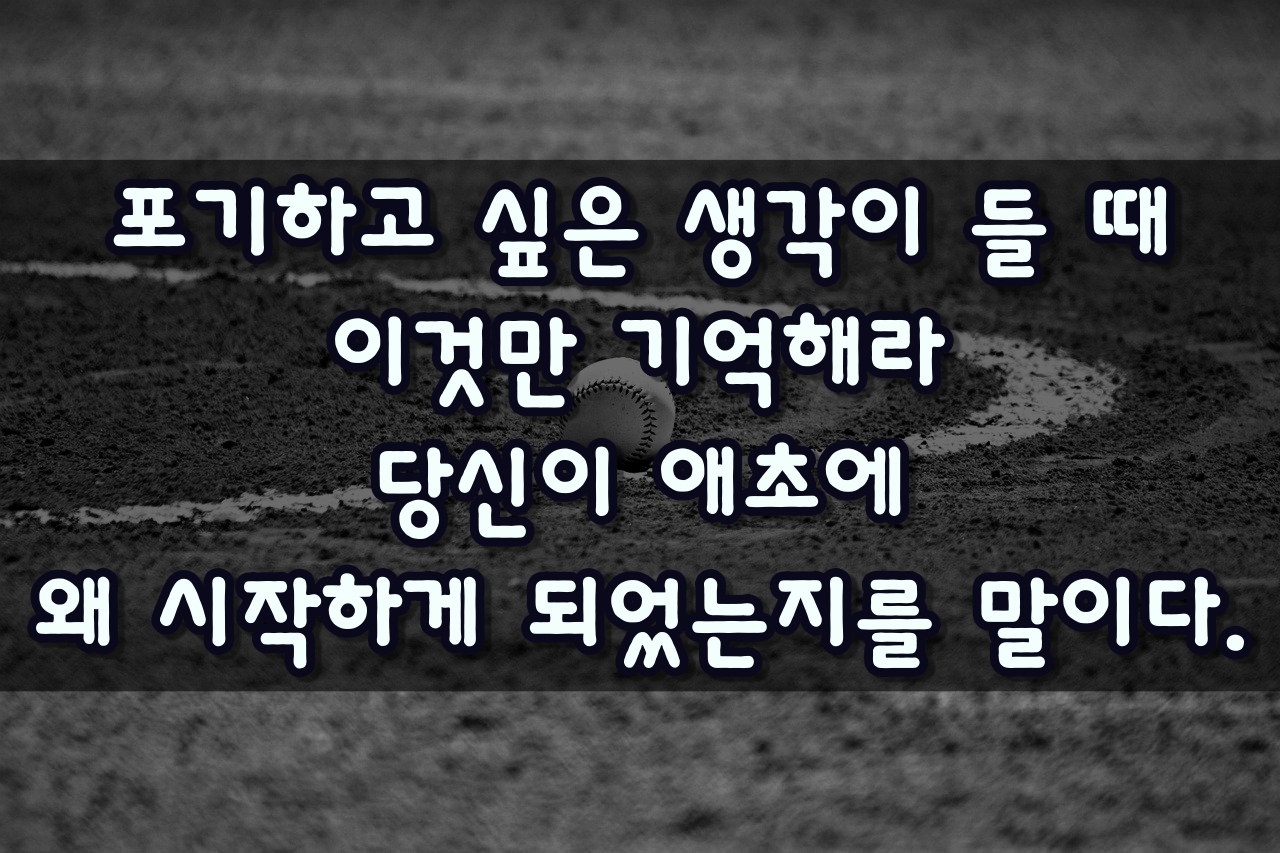 포기하고 싶은 생각이 들 때
이것만 기억해라
당신이 애초에
왜 시작하게 되었는지를 말이다.